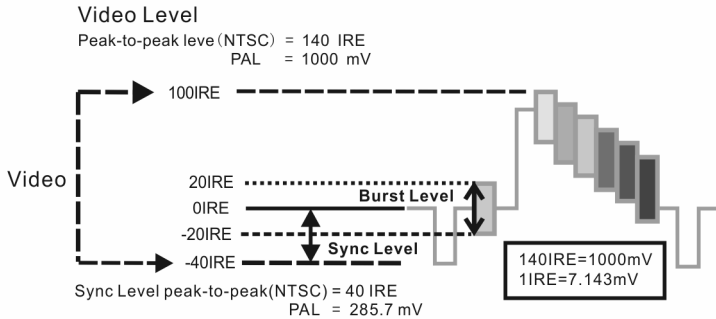 Video Level
Peak-to-peak leve(NTSC) = 140 IRE
PAL = 1000 mV
100IRE
Video
20IRE
Burst Level
0IRE
-20IRE
Sync Level
-40IRE
140IRE=1000mV
1IRE=7.143mV
Sync Level peak-to-peak(NTSC) = 40 IRE
PAL = 285.7 mV